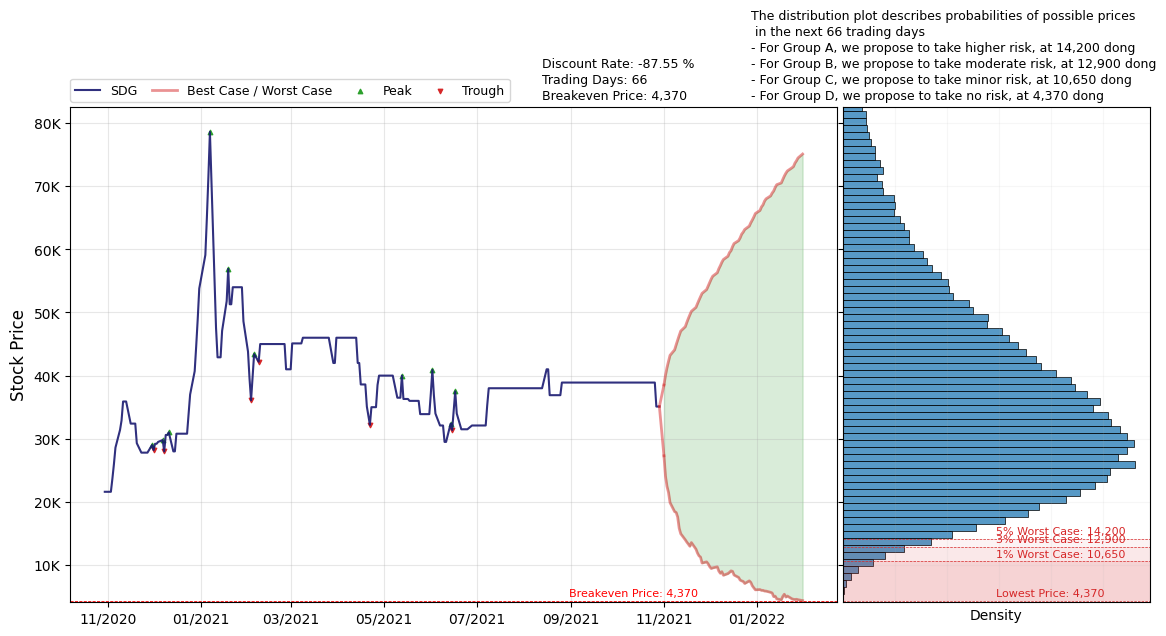 The distribution plot describes probabilities of possible prices
in the next 66 trading days
- For Group A, we propose to take higher risk, at 14,200 dong
- For Group B, we propose to take moderate risk, at 12,900 dong
- For Group C, we propose to take minor risk, at 10,650 dong
- For Group D, we propose to take no risk, at 4,370 dong
Discount Rate: -87.55 %
Trading Days: 66
Breakeven Price: 4,370
SDG Best Case / Worst Case Peak Trough
Stock Price
80K
70K
60K
50K
40K
30K
20K
10K
Breakeven Price: 4,370
11/2020 01/2021 03/2021 05/2021 07/2021 09/2021 11/2021 01/2022
5% Worst Case: 14,200
3% Worst Case: 12,900
1% Worst Case: 10,650
Lowest Price: 4,370
Density